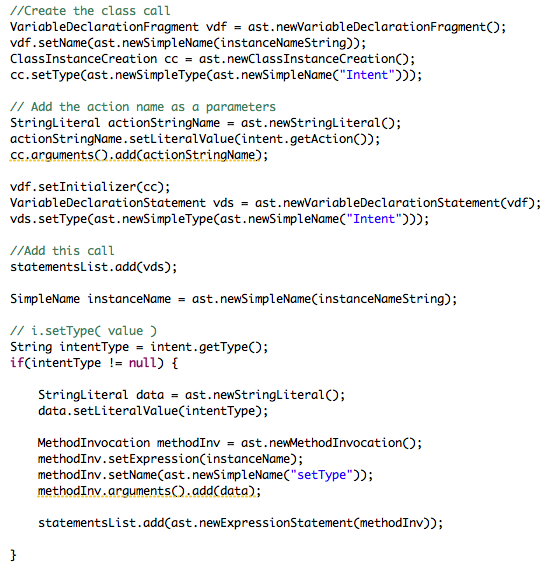 //Create the class call
VariableDeclarationFragment vdf = ast.newVariableDeclarationFragment();
vdf.setName(ast.newSimpleName(instanceNameString));
ClassInstanceCreation cc = ast.newClassInstanceCreation();
cc.setType(ast.newSimpleType(ast.newSimpleName("Intent")));
// Add the action name as a parameters
StringLiteral actionStringName = ast.newStringLiteral();
actionStringName.setLiteralValue(intent.getAction());
cc.arguments().add(actionStringName);
vdf.setInitializer(cc);
VariableDeclarationStatement vds = ast.newVariableDeclarationStatement(vdf);
vds.setType(ast.newSimpleType(ast.newSimpleName("Intent")));
//Add this call
statementsList.add(vds);
SimpleName instanceName = ast.newSimpleName(instanceNameString);
// i.setType( value )
String intentType = intent.getType();
if(intentType != null) {
StringLiteral data = ast.newStringLiteral();
data.setLiteralValue(intentType);
MethodInvocation methodInv = ast.newMethodInvocation();
methodInv.setExpression(instanceName);
methodInv.setName(ast.newSimpleName("setType"));
methodInv.arguments().add(data);
statementsList.add(ast.newExpressionStatement(methodInv));
}